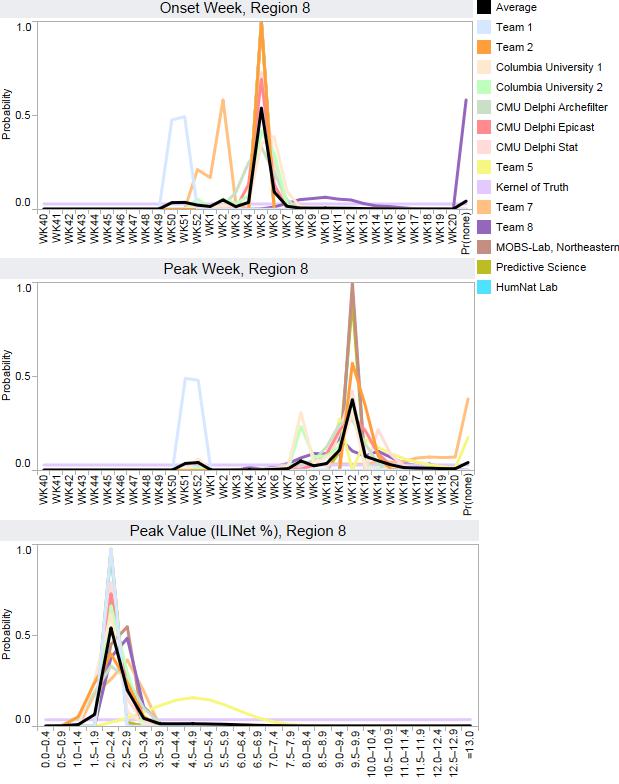 Onset Week, Region 8
Probability
1.0
0.5
0.0
WK40
WK41
WK42
WK43
WK44
WK45
WK46
WK47
WK48
WK49
WK50
WK51
WK52
WK1
WK2
WK3
WK4
WK5
WK6
WK7
WK8
WK9
WK10
WK11
WK12
WK13
WK14
WK15
WK16
WK17
WK18
WK19
WK20
Pr(none)
Peak Week, Region 8
Probability
1.0
0.5
0.0
WK40
WK41
WK42
WK43
WK44
WK45
WK46
WK47
WK48
WK49
WK50
WK51
WK52
WK1
WK2
WK3
WK4
WK5
WK6
WK7
WK8
WK9
WK10
WK11
WK12
WK13
WK14
WK15
WK16
WK17
WK18
WK19
WK20
Pr(none)
Peak Value (ILINet %), Region 8
Probability
1.0
0.5
0.0
0.0–0.4
0.5–0.9
1.0–1.4
1.5–1.9
2.0–2.4
2.5–2.9
3.0–3.4
3.5–3.9
4.0–4.4
4.5–4.9
5.0–5.4
5.5–5.9
6.0–6.4
6.5–6.9
7.0–7.4
7.5–7.9
8.0–8.4
8.5–8.9
9.0–9.4
9.5–9.9
10.0–10.4
10.5–10.9
11.0–11.4
11.5–11.9
12.0–12.4
12.5–12.9
=13.0
Average
Team 1
Team 2
Columbia University 1
Columbia University 2
CMU Delphi Archefilter
CMU Delphi Epicast
CMU Delphi Stat
Team 5
Kernel of Truth
Team 7
Team 8
MOBS-Lab, Northeastern
Predictive Science
HumNat Lab